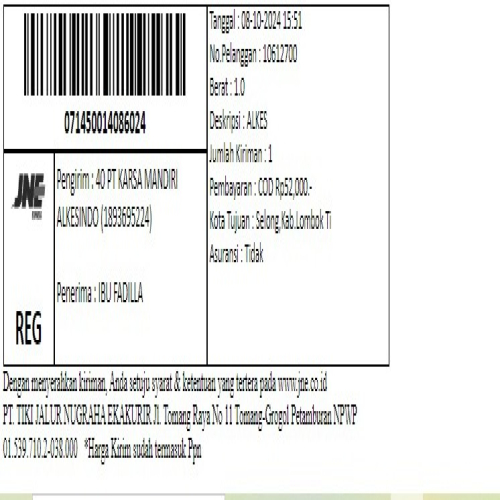 071450014086024
JNE
EXPRESS
Pengirim : 40 PT KARSA MANDIRI
ALKESINDO (1893695224)
Penerima : IBU FADILLA
REG
Tanggal : 08-10-2024 15:51
No.Pelanggan : 10612700
Berat : 1.0
Deskripsi : ALKES
Jumlah Kiriman : 1
Pembayaran : COD Rp52,000.-
Kota Tujuan : Selong,Kab.Lombok Ti
Asuransi : Tidak
Dengan menyerahkan kiriman, Anda setuju syarat & ketentuan yang tertera pada www.jne.co.id
PT. TIKI JALUR NUGRAHA EKAKURIR Jl. Tomang Raya No 11 Tomang-Grogol Petamburan NPWP
01.539.710.2-038.000 *Harga Kirim sudah termasuk Ppn